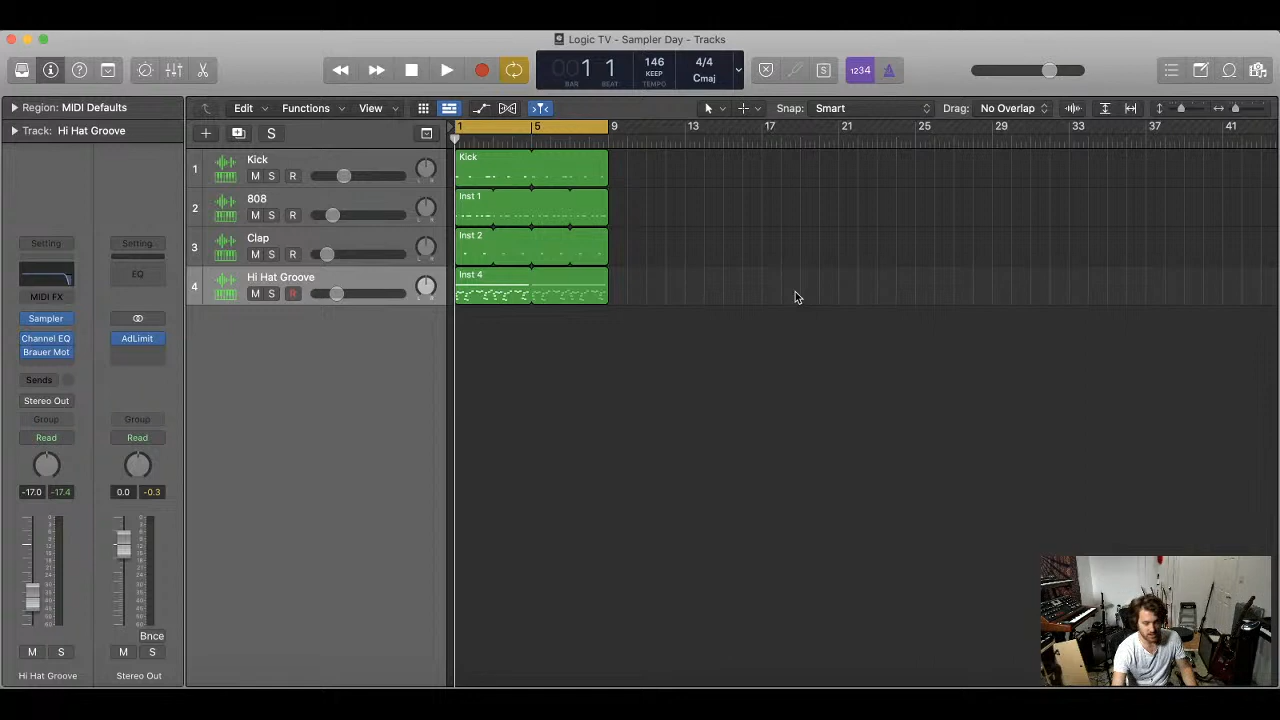 Logic TV - Sampler Day - Tracks
1 1
BAR BEAT
146
KEEP
TEMPO
4/4
Cmaj
1234
S
Region: MIDI Defaults
Edit Functions View Snap: Smart Drag: No Overlap
Track: Hi Hat Groove
S
1 5 9 13 17 21 25 29 33 37 41
1 Kick
M S R
Kick
2 808
M S R
Inst 1
3 Clap
M S R
Inst 2
4 Hi Hat Groove
M S R
Inst 4
Setting Setting
EQ
MIDI FX
Sampler
Channel EQ AdLimit
Brauer Mot
Sends
Stereo Out
Group Group
Read Read
-17.0 -17.4 0.0 -0.3
Bnce
M S M S
Hi Hat Groove Stereo Out